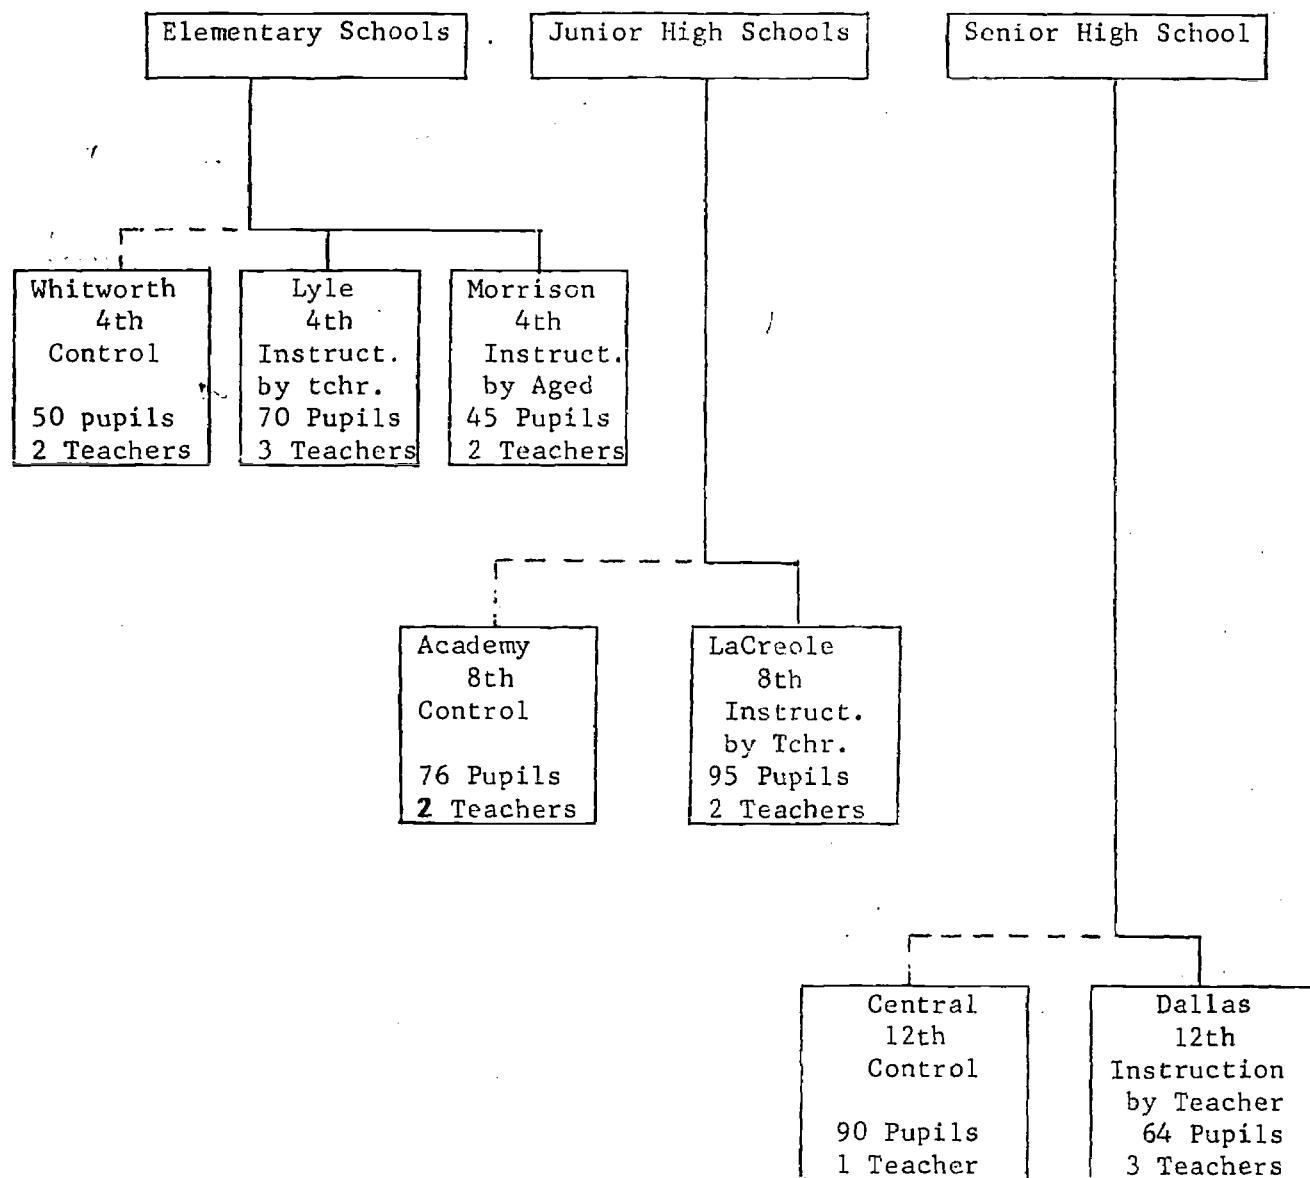 Elementary Schools
Junior High Schools
Senior High School
Whitworth
4th
Control
50 pupils
2 Teachers
Lyle
4th
Instruct.
by tchr.
70 Pupils
3 Teachers
Morrison
4th
Instruct.
by Aged
45 Pupils
2 Teachers
Academy
8th
Control
76 Pupils
2 Teachers
LaCreole
8th
Instruct.
by Tchr.
95 Pupils
2 Teachers
Central
12th
Control
90 Pupils
1 Teacher
Dallas
12th
Instruction
by Teacher
64 Pupils
3 Teachers